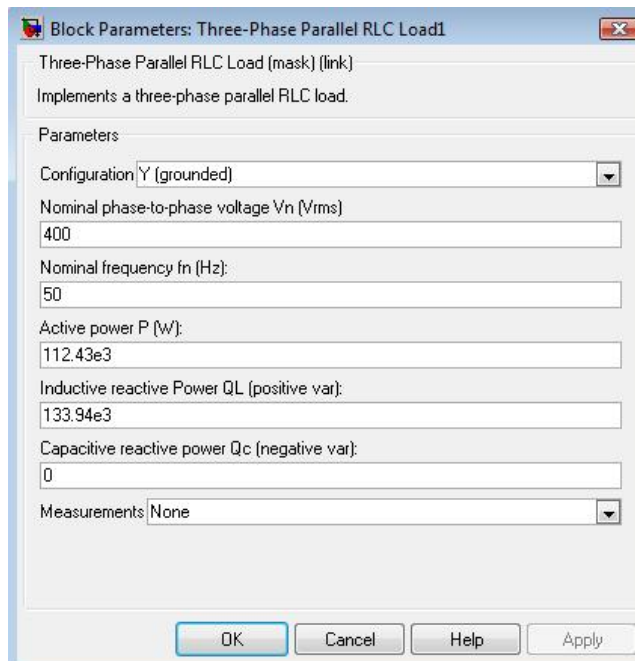 Block Parameters: Three-Phase Parallel RLC Load1
Three-Phase Parallel RLC Load (mask) (link)
Implements a three-phase parallel RLC load.
Parameters
Configuration Y (grounded)
Nominal phase-to-phase voltage Vn (Vrms)
400
Nominal frequency fn (Hz):
50
Active power P (W):
112.43e3
Inductive reactive Power QL (positive var):
133.94e3
Capacitive reactive power Qc (negative var):
0
Measurements None
OK Cancel Help Apply